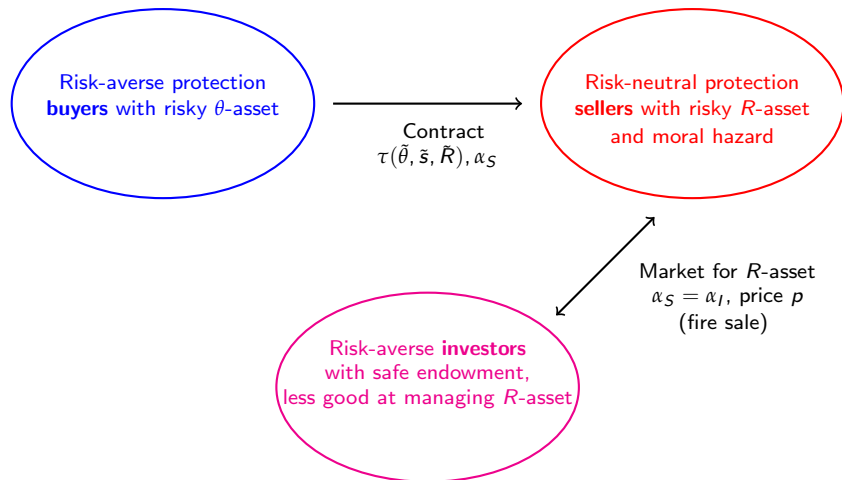 Risk-averse protection
buyers with risky θ-asset
Contract
τ(θ̃, s̃, R̃), α_S
Risk-neutral protection
sellers with risky R-asset
and moral hazard
Market for R-asset
α_S = α_I, price p
(fire sale)
Risk-averse investors
with safe endowment,
less good at managing R-asset